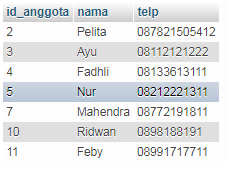 id_anggota nama telp
2 Pelita 087821505412
3 Ayu 08112121222
4 Fadhli 08133613111
5 Nur 08212221311
7 Mahendra 08772191811
10 Ridwan 0898188191
11 Feby 08991717711